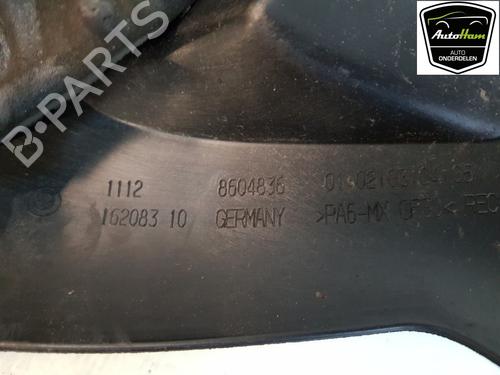 AutoHam
AUTO
ONDERDELEN
B-PARTS
1112 8604836
162083 10 GERMANY >PA6-MX